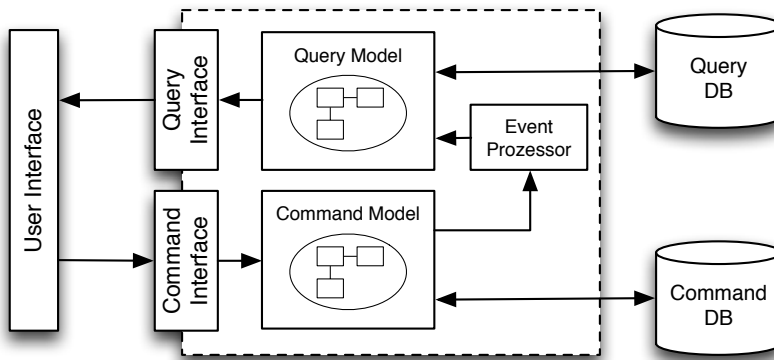 User Interface
Query
Interface
Query Model
Query
DB
Event
Prozessor
Command
Interface
Command Model
Command
DB